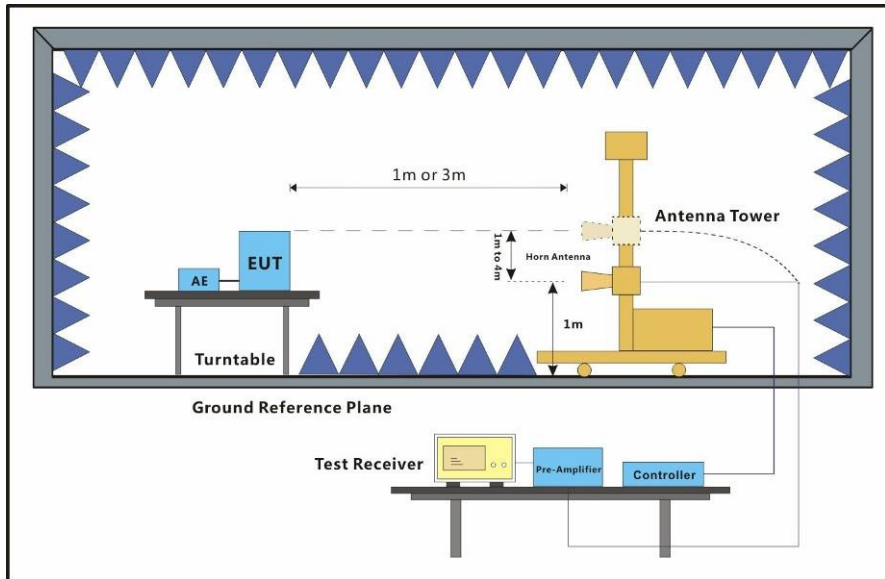 1m or 3m
Antenna Tower
1m to 4m
Horn Antenna
EUT
AE
1m
Turntable
Ground Reference Plane
Test Receiver
Pre-Amplifier
Controller